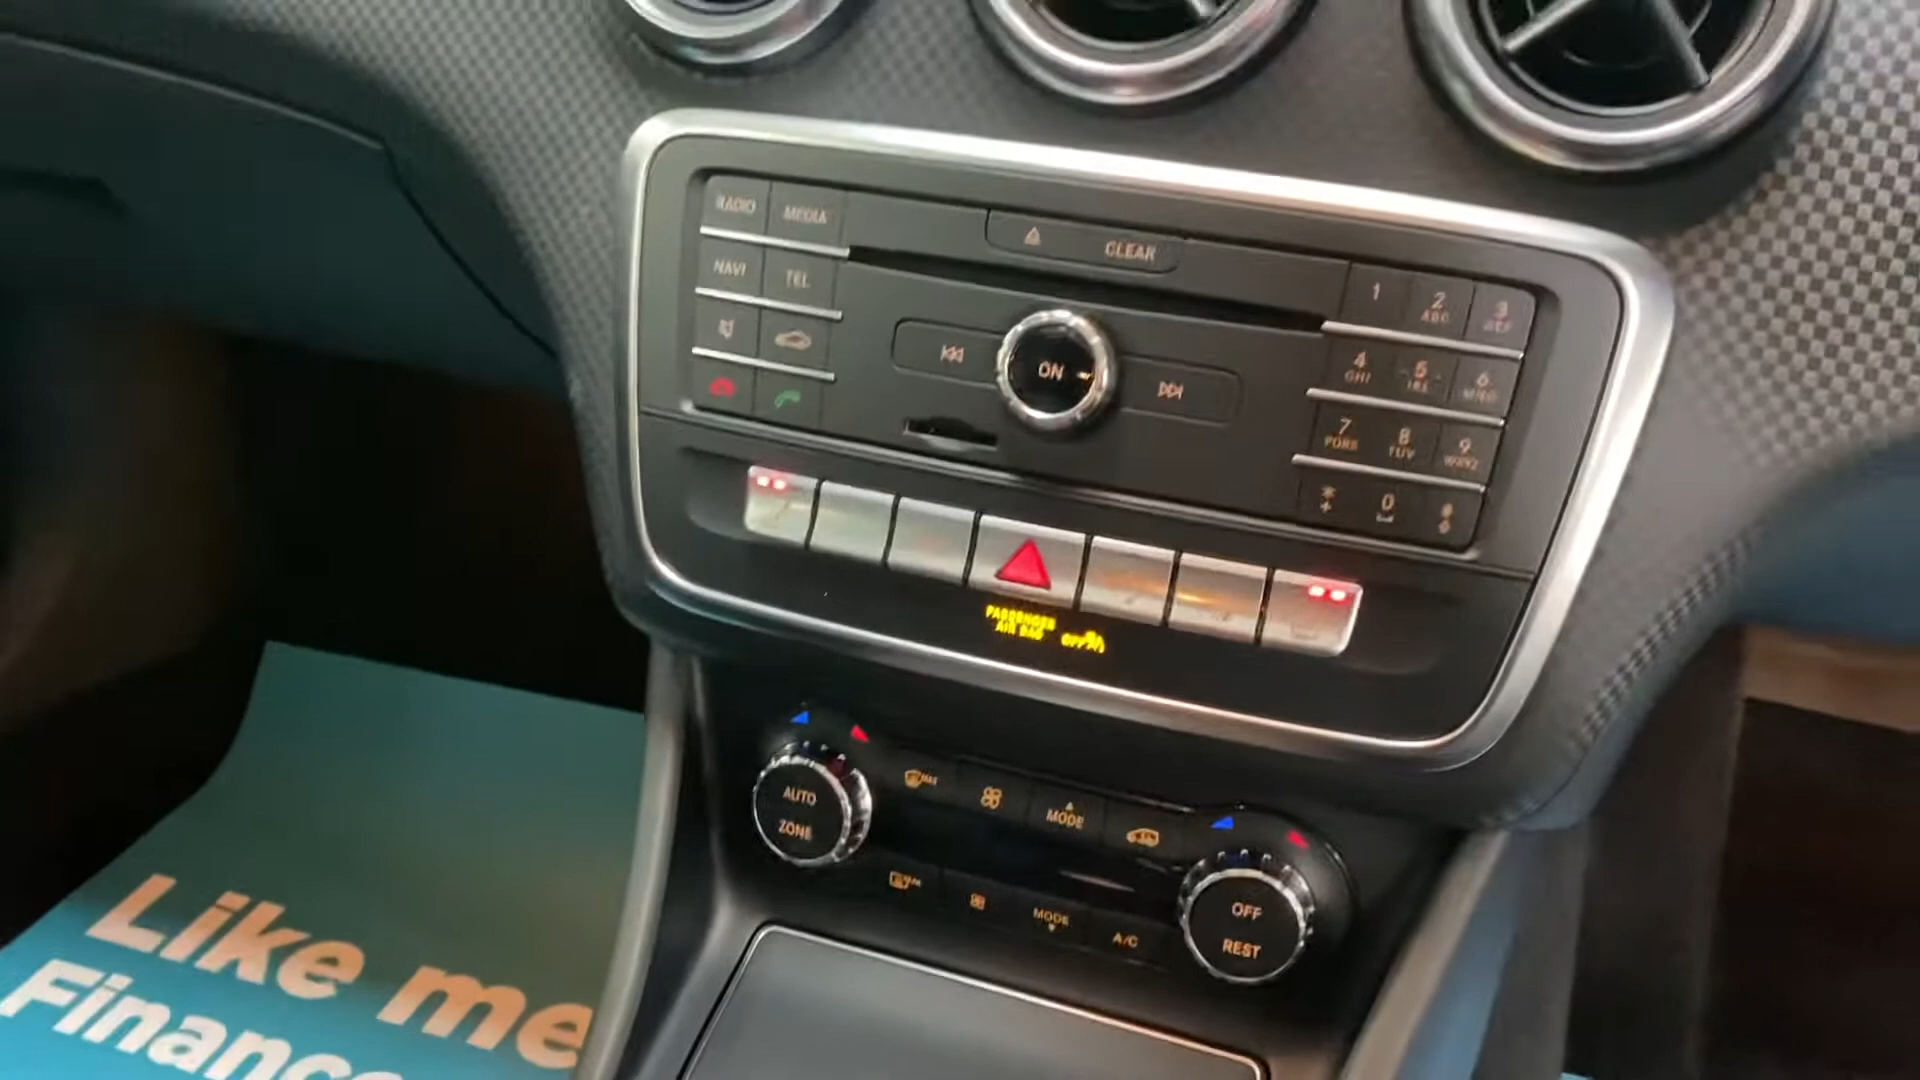 RADIO MEDIA
CLEAR
NAVI TEL
1 2 ABC 3 DEF
ON
4 GHI 5 JKL 6 MNO
7 PQRS 8 TUV 9 WXYZ
* + 0 #
PASSENGER
AIR BAG OFF
AUTO
ZONE
MAX
MODE
MODE
A/C
OFF
REST
Like me
Finance